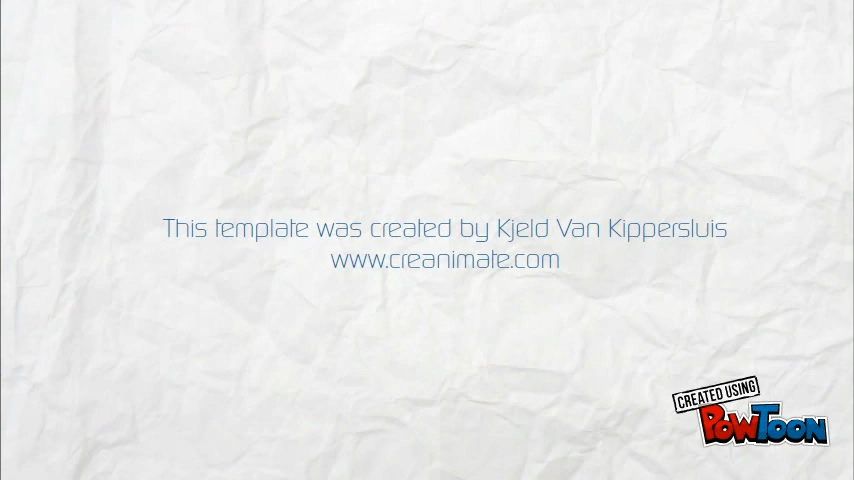 This template was created by Kjeld Van Kippersluis
www.creanimate.com
CREATED USING
POWTOON